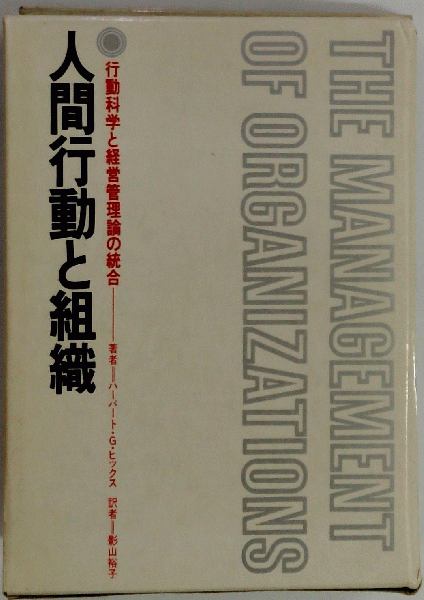 THE MANAGEMENT
OF ORGANIZATIONS
行動科学と経営管理論の統合――著者＝ハーバート・G・ヒックス 訳者＝影山裕子
人間行動と組織